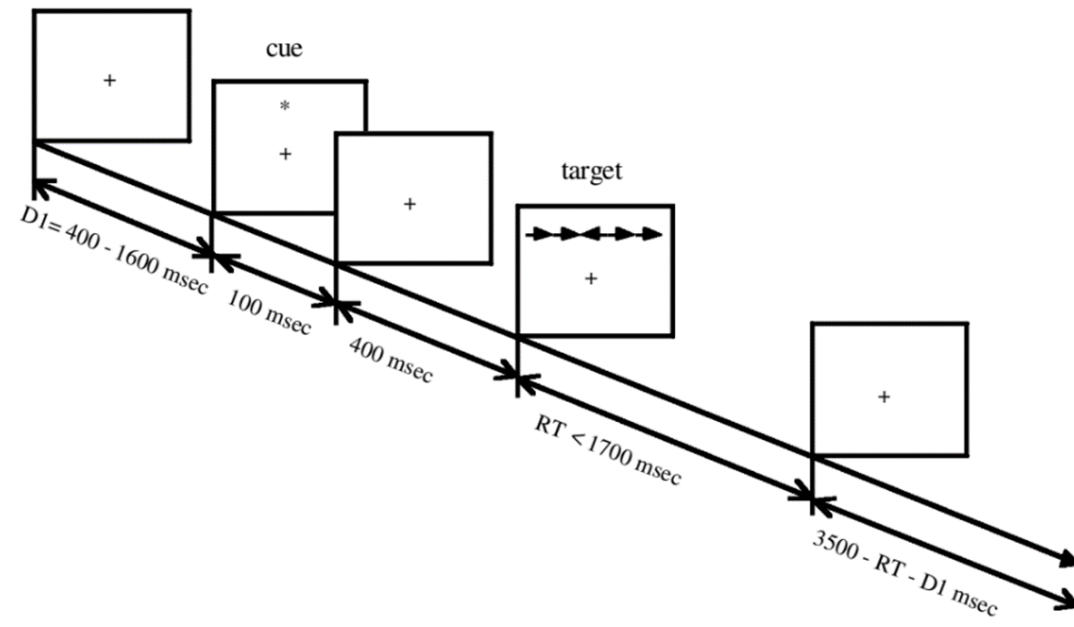 +
cue
*
+
+
target
+
+
D1= 400 - 1600 msec
100 msec
400 msec
RT < 1700 msec
3500 - RT - D1 msec